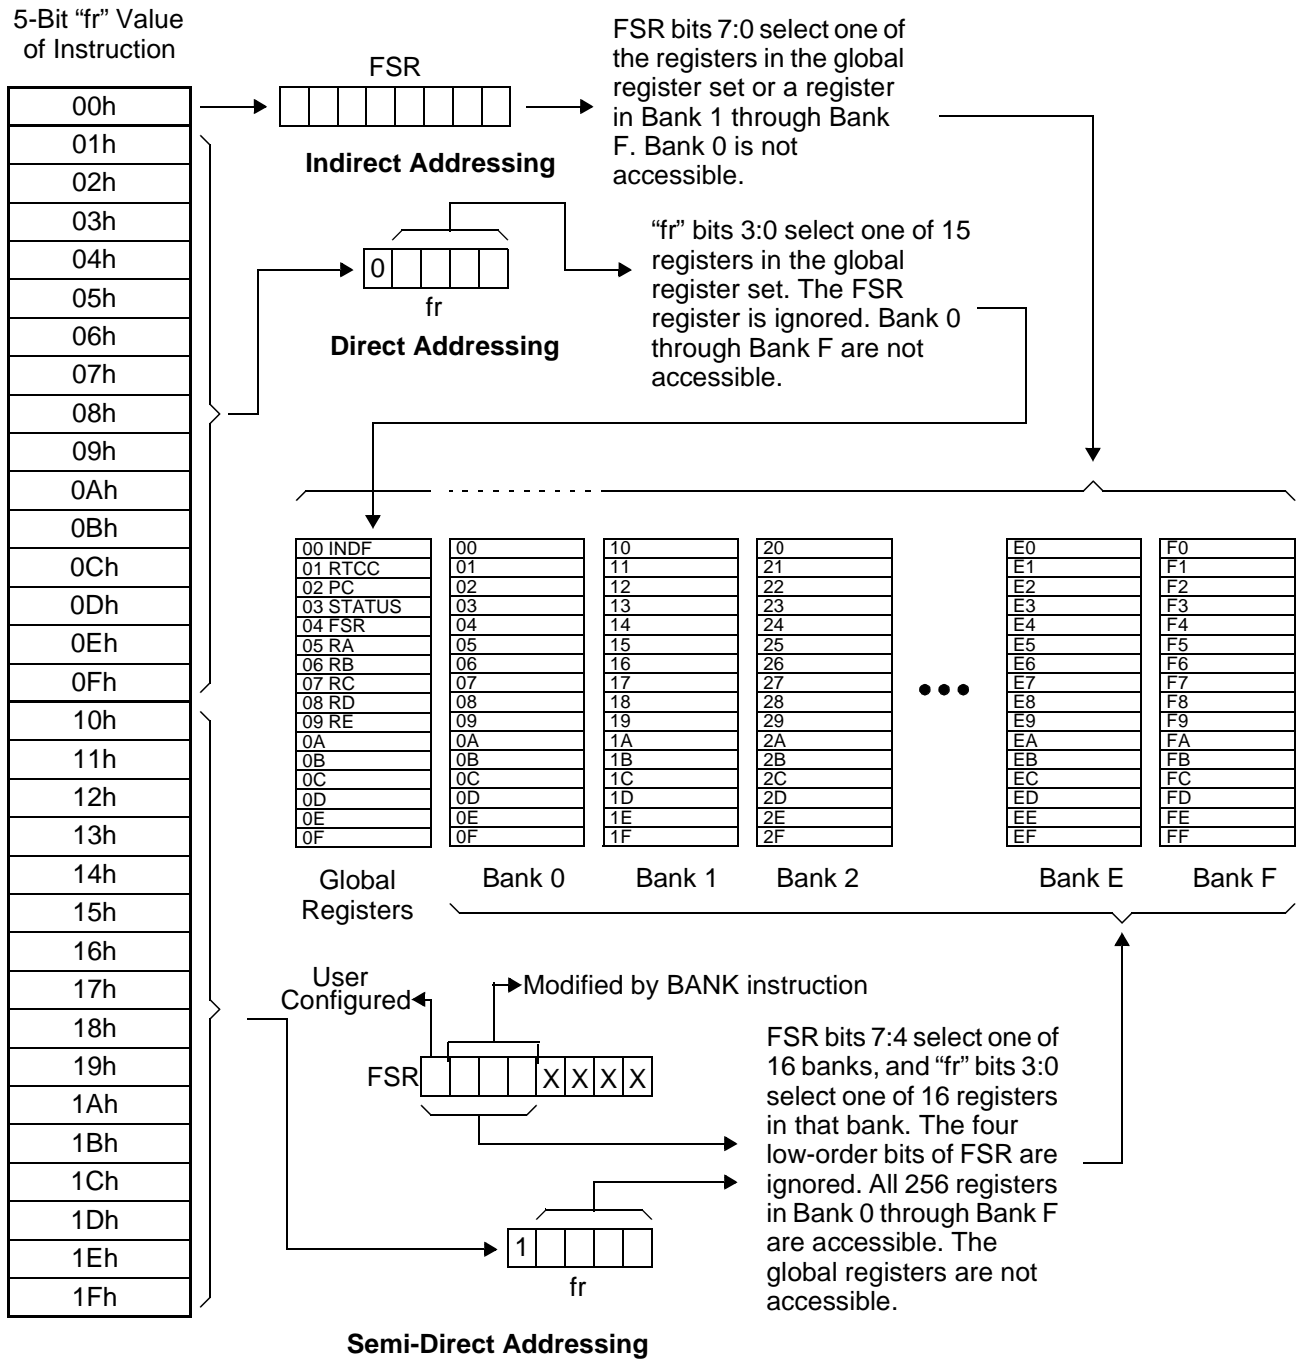 5-Bit “fr” Value
of Instruction
00h
01h
02h
03h
04h
05h
06h
07h
08h
09h
0Ah
0Bh
0Ch
0Dh
0Eh
0Fh
10h
11h
12h
13h
14h
15h
16h
17h
18h
19h
1Ah
1Bh
1Ch
1Dh
1Eh
1Fh
FSR
Indirect Addressing
FSR bits 7:0 select one of
the registers in the global
register set or a register
in Bank 1 through Bank
F. Bank 0 is not
accessible.
0
fr
Direct Addressing
“fr” bits 3:0 select one of 15
registers in the global
register set. The FSR
register is ignored. Bank 0
through Bank F are not
accessible.
00 INDF
01 RTCC
02 PC
03 STATUS
04 FSR
05 RA
06 RB
07 RC
08 RD
09 RE
0A
0B
0C
0D
0E
0F
Global
Registers
00
01
02
03
04
05
06
07
08
09
0A
0B
0C
0D
0E
0F
Bank 0
10
11
12
13
14
15
16
17
18
19
1A
1B
1C
1D
1E
1F
Bank 1
20
21
22
23
24
25
26
27
28
29
2A
2B
2C
2D
2E
2F
Bank 2
E0
E1
E2
E3
E4
E5
E6
E7
E8
E9
EA
EB
EC
ED
EE
EF
Bank E
F0
F1
F2
F3
F4
F5
F6
F7
F8
F9
FA
FB
FC
FD
FE
FF
Bank F
User
Configured
Modified by BANK instruction
FSR
X X X X
1
fr
Semi-Direct Addressing
FSR bits 7:4 select one of
16 banks, and “fr” bits 3:0
select one of 16 registers
in that bank. The four
low-order bits of FSR are
ignored. All 256 registers
in Bank 0 through Bank F
are accessible. The
global registers are not
accessible.